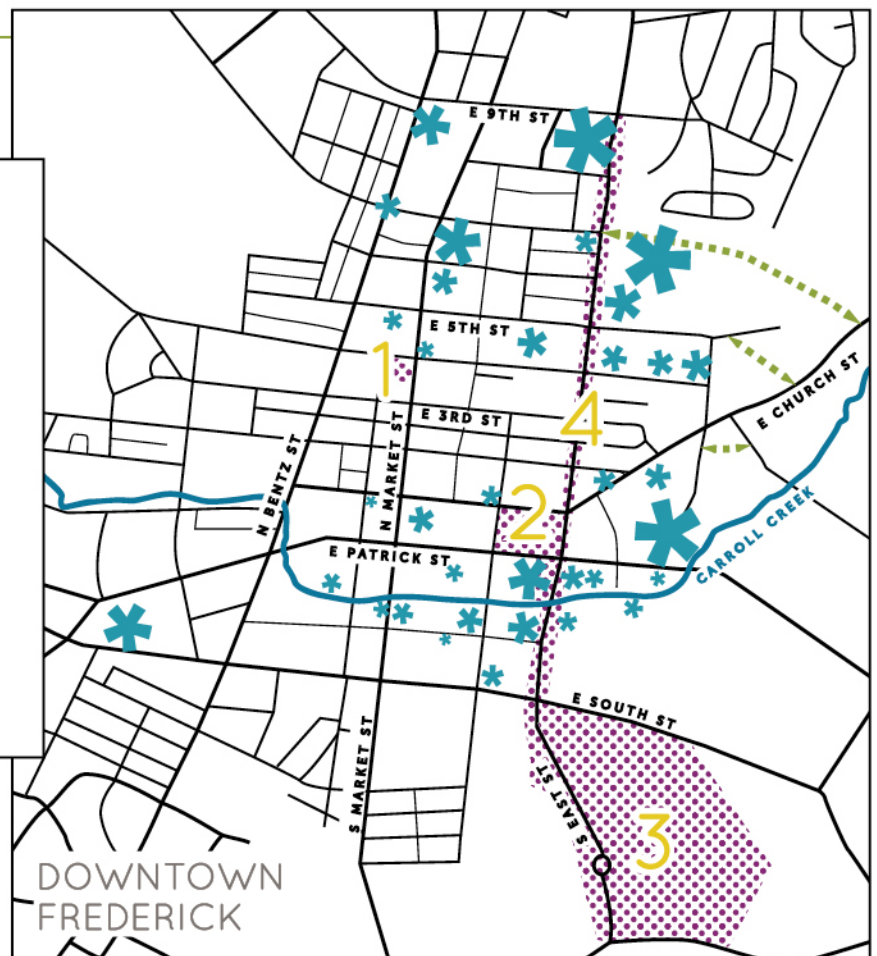 E 9TH ST
E 5TH ST
1
E 3RD ST
4
E CHURCH ST
N BENTZ ST
N MARKET ST
2
E PATRICK ST
CARROLL CREEK
E SOUTH ST
S MARKET ST
S EAST ST
3
DOWNTOWN
FREDERICK